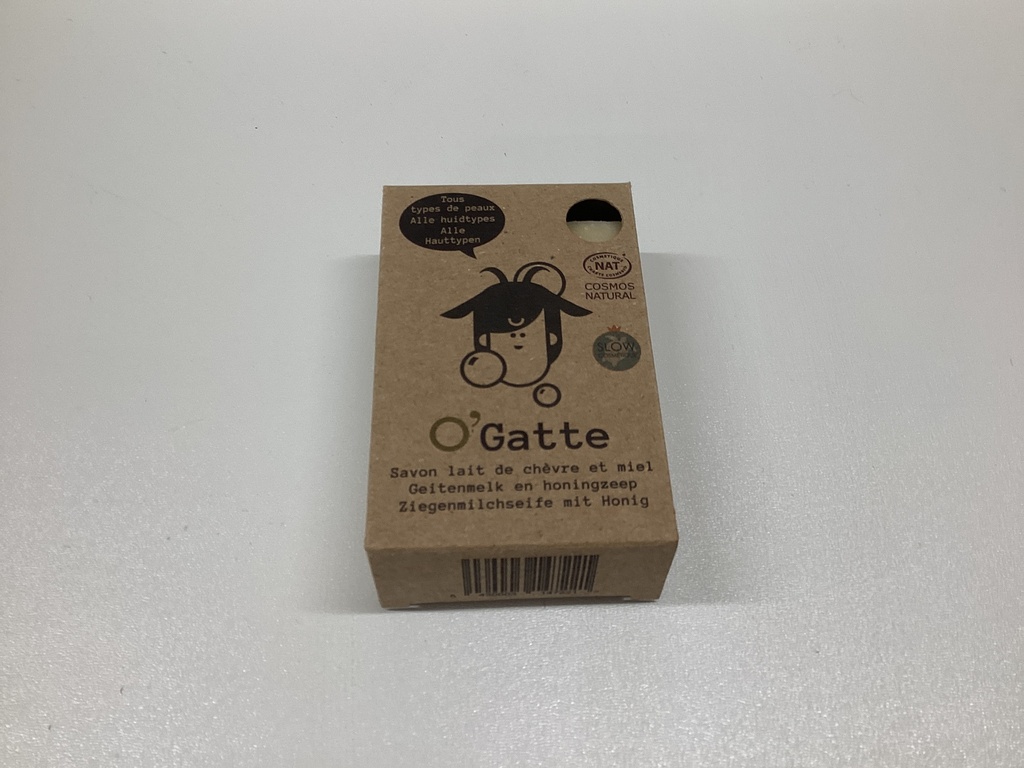 Tous
types de peaux
Alle huidtypes
Alle
Hauttypen
NAT
COSMOS
NATURAL
SLOW
O'Gatte
Savon lait de chèvre et miel
Geitenmelk en honingzeep
Ziegenmilchseife mit Honig